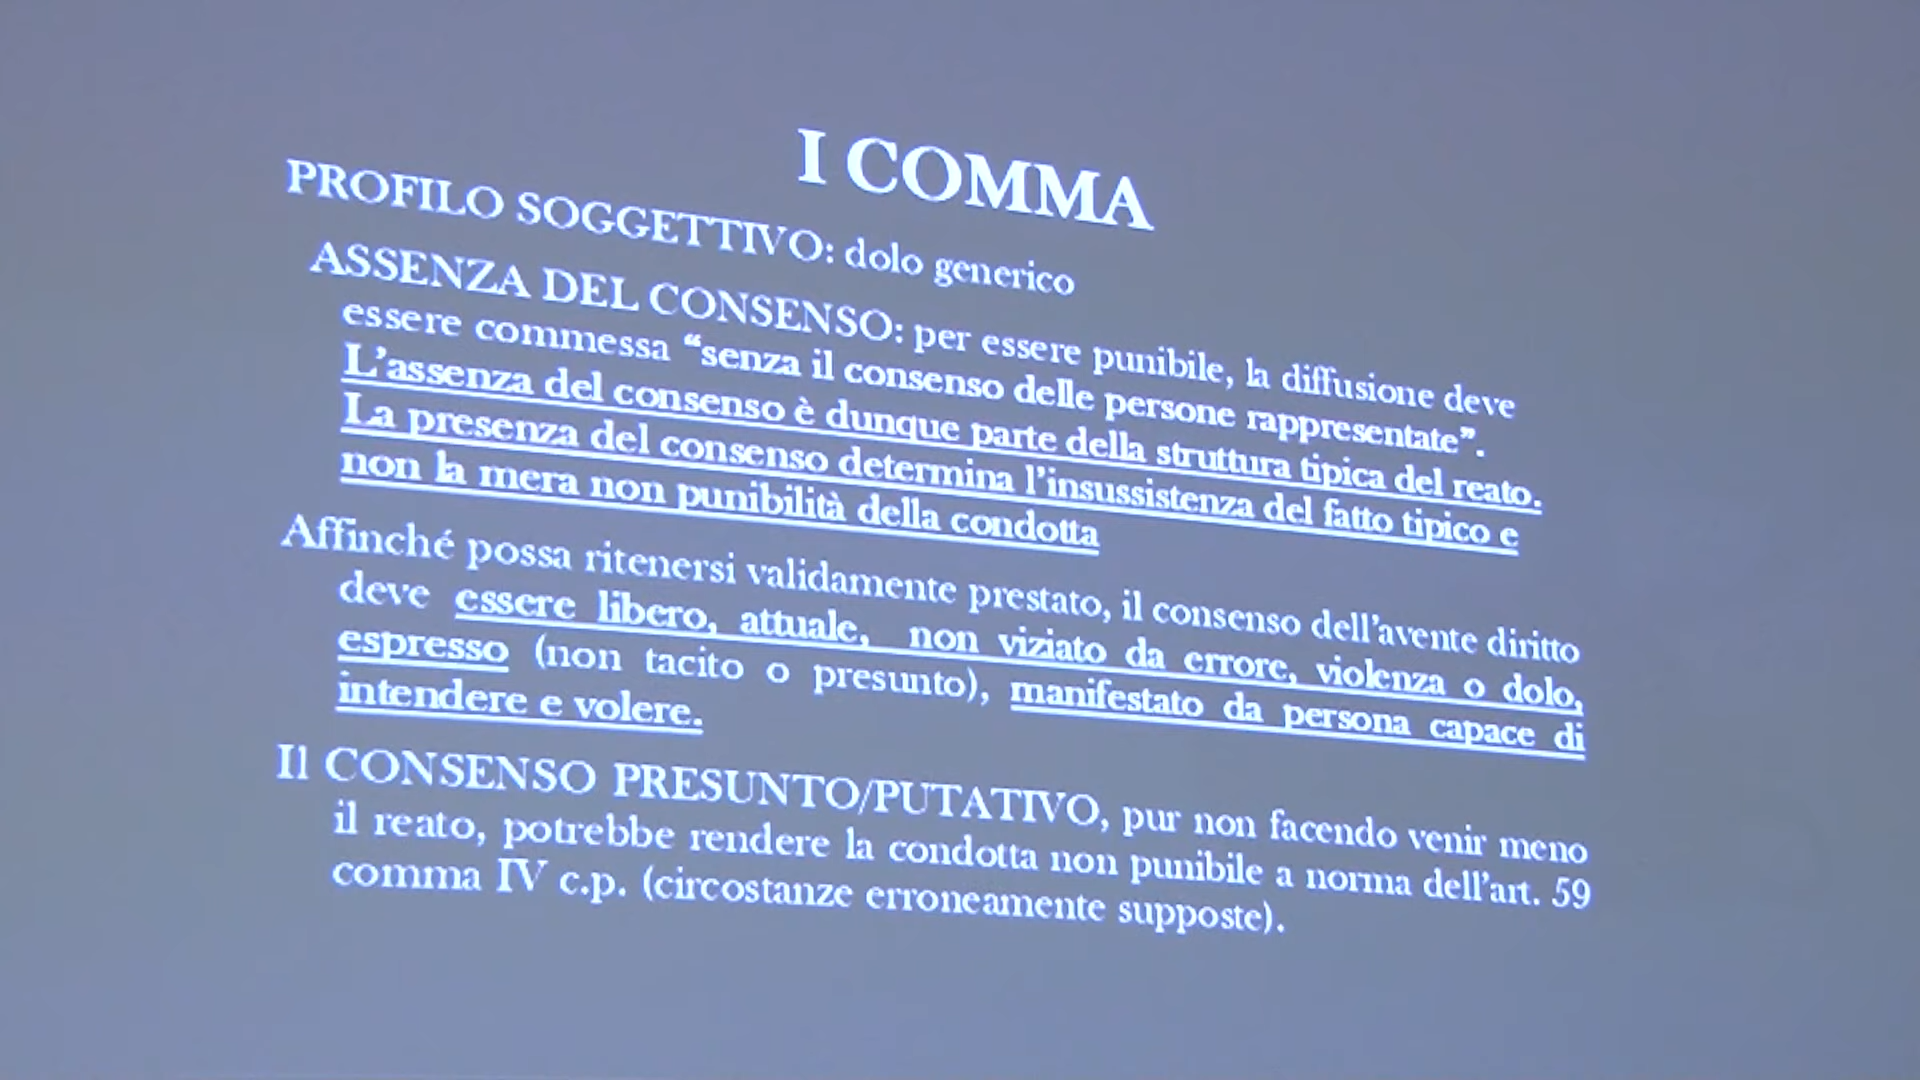 I COMMA
PROFILO SOGGETTIVO: dolo generico
ASSENZA DEL CONSENSO: per essere punibile, la diffusione deve
essere commessa “senza il consenso delle persone rappresentate”.
L’assenza del consenso è dunque parte della struttura tipica del reato.
La presenza del consenso determina l’insussistenza del fatto tipico e
non la mera non punibilità della condotta
Affinché possa ritenersi validamente prestato, il consenso dell’avente diritto
deve essere libero, attuale, non viziato da errore, violenza o dolo,
espresso (non tacito o presunto), manifestato da persona capace di
intendere e volere.
Il CONSENSO PRESUNTO/PUTATIVO, pur non facendo venir meno
il reato, potrebbe rendere la condotta non punibile a norma dell’art. 59
comma IV c.p. (circostanze erroneamente supposte).